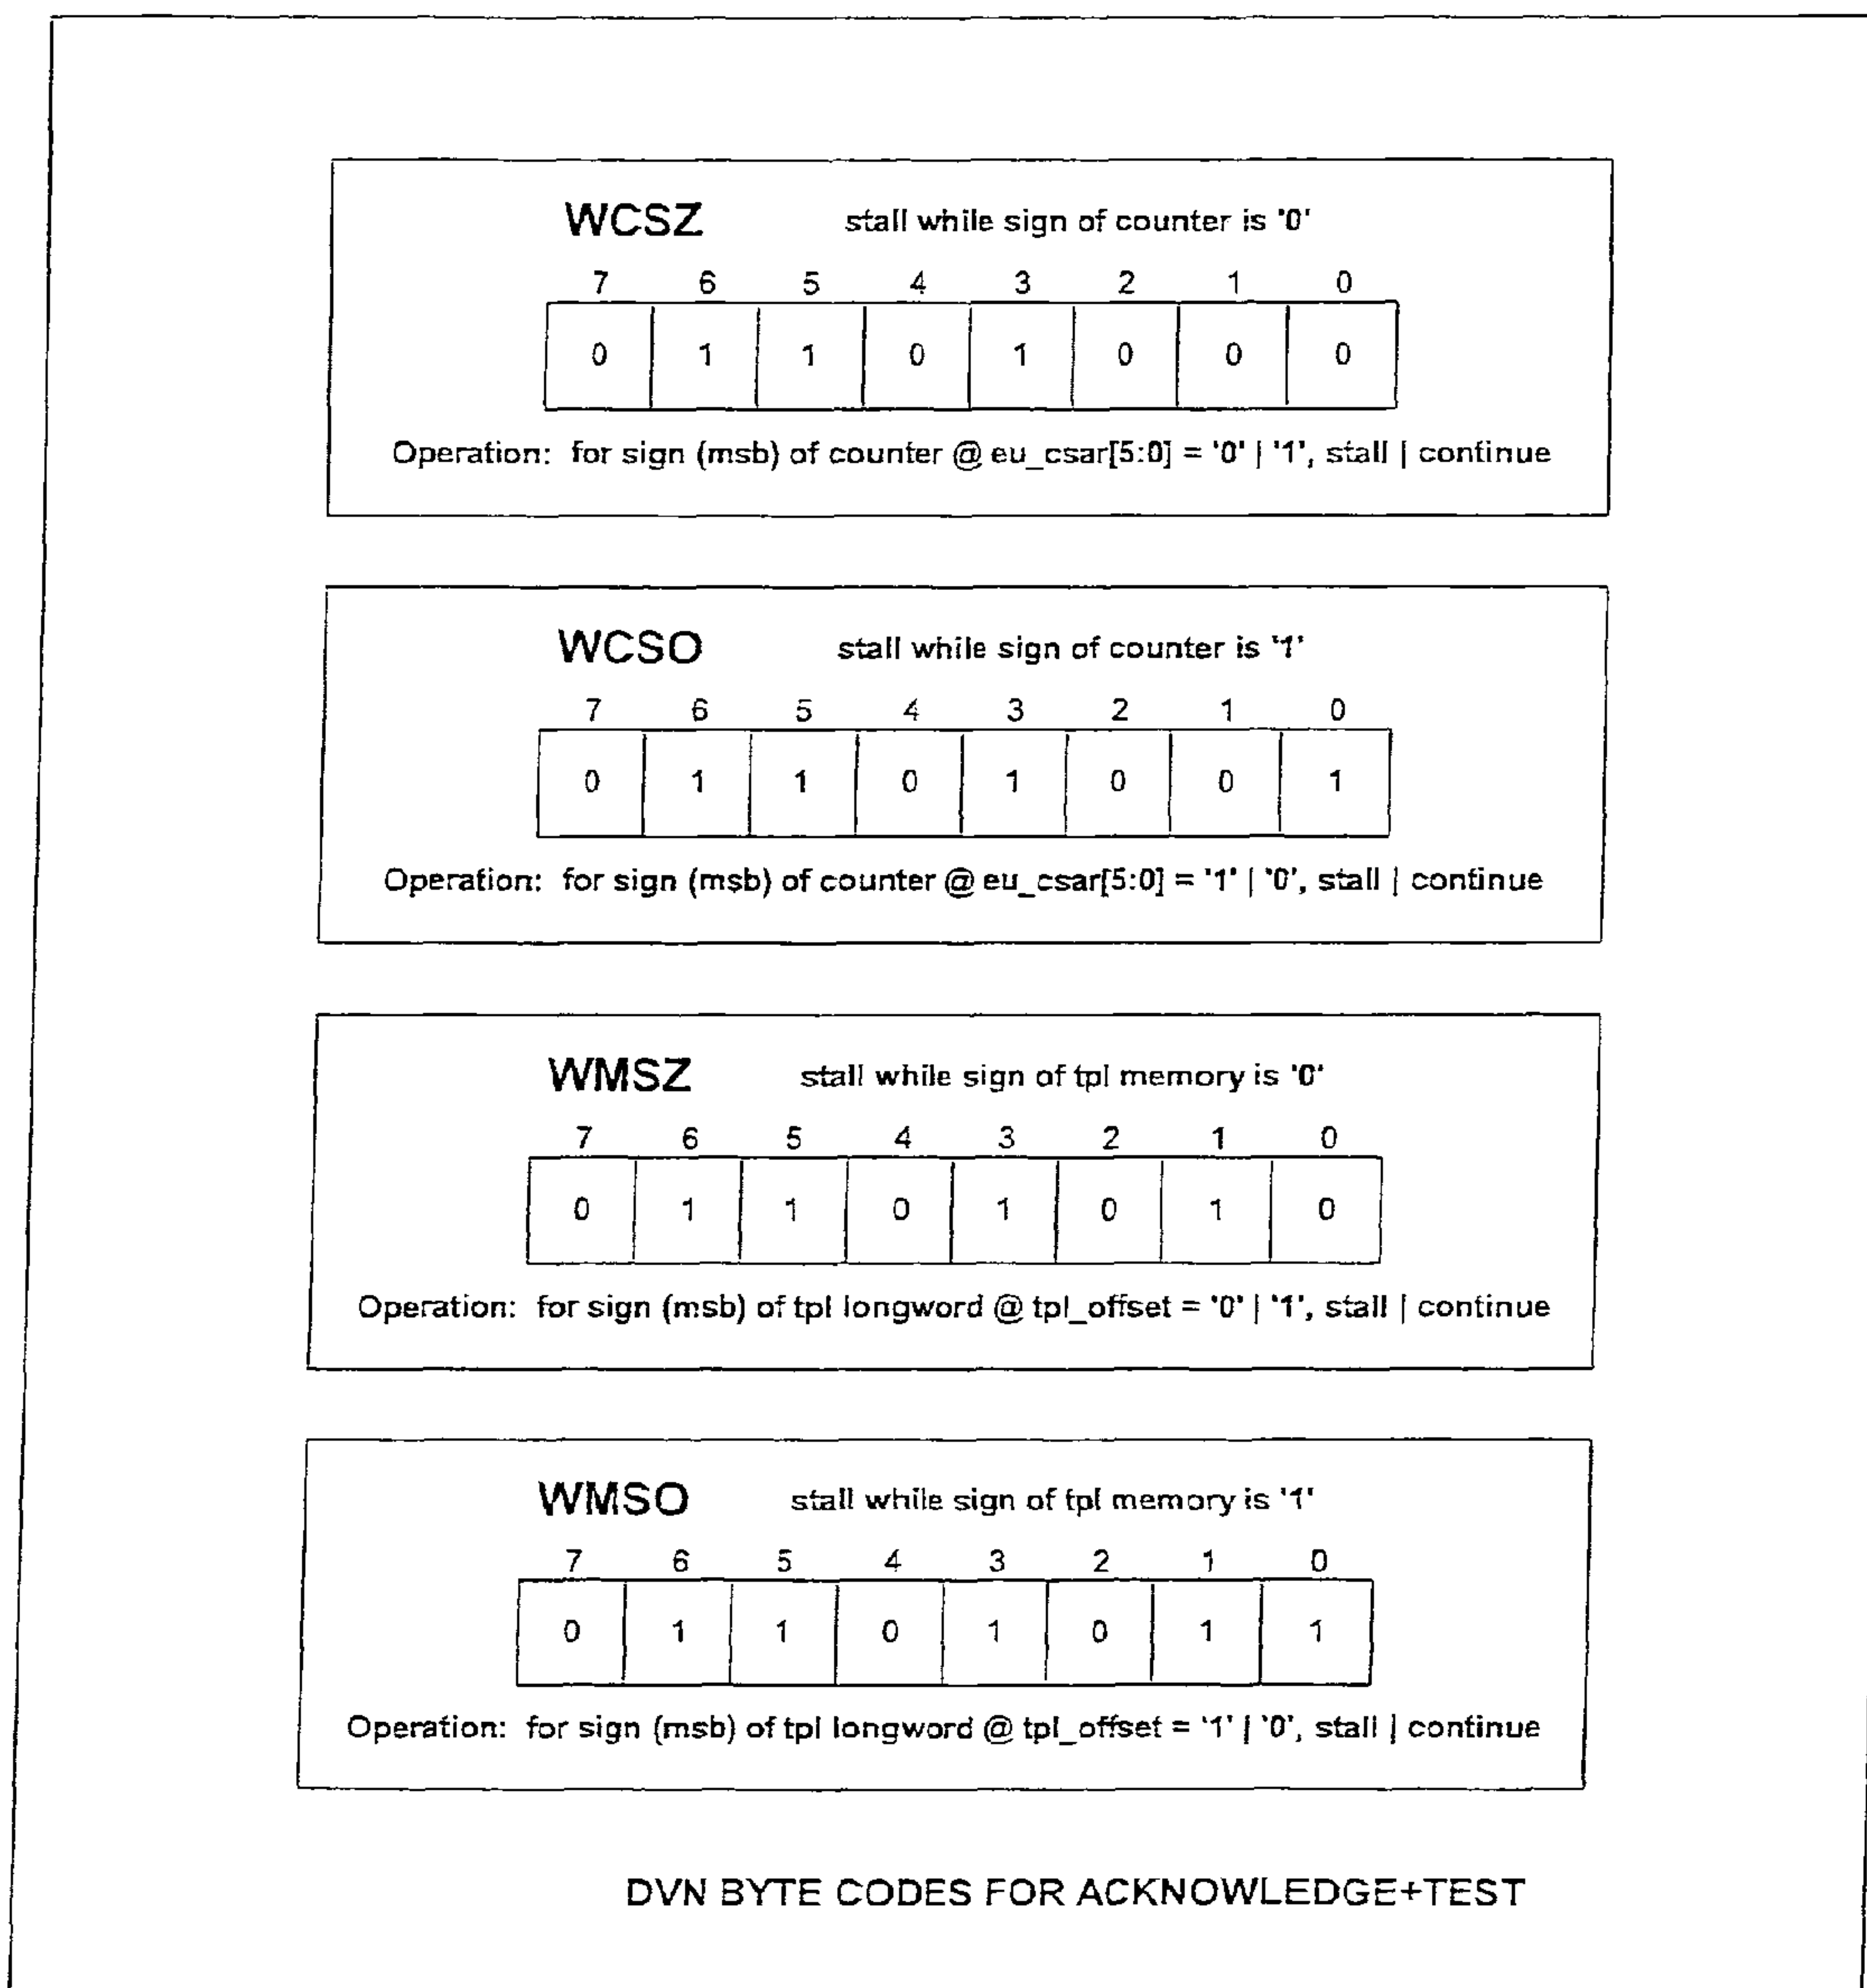 WCSZ stall while sign of counter is '0'
7 6 5 4 3 2 1 0
0 1 1 0 1 0 0 0
Operation: for sign (msb) of counter @ eu_csar[5:0] = '0' | '1', stall | continue
WCSO stall while sign of counter is '1'
7 6 5 4 3 2 1 0
0 1 1 0 1 0 0 1
Operation: for sign (msb) of counter @ eu_csar[5:0] = '1' | '0', stall | continue
WMSZ stall while sign of tpl memory is '0'
7 6 5 4 3 2 1 0
0 1 1 0 1 0 1 0
Operation: for sign (msb) of tpl longword @ tpl_offset = '0' | '1', stall | continue
WMSO stall while sign of tpl memory is '1'
7 6 5 4 3 2 1 0
0 1 1 0 1 0 1 1
Operation: for sign (msb) of tpl longword @ tpl_offset = '1' | '0', stall | continue
DVN BYTE CODES FOR ACKNOWLEDGE+TEST